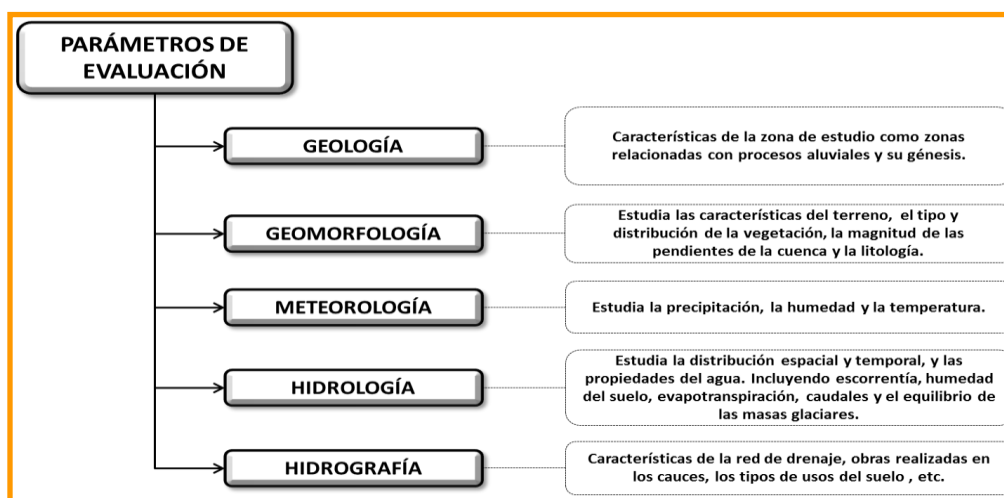 PARÁMETROS DE
EVALUACIÓN
GEOLOGÍA
Características de la zona de estudio como zonas
relacionadas con procesos aluviales y su génesis.
GEOMORFOLOGÍA
Estudia las características del terreno, el tipo y
distribución de la vegetación, la magnitud de las
pendientes de la cuenca y la litología.
METEOROLOGÍA
Estudia la precipitación, la humedad y la temperatura.
HIDROLOGÍA
Estudia la distribución espacial y temporal, y las
propiedades del agua. Incluyendo escorrentía, humedad
del suelo, evapotranspiración, caudales y el equilibrio de
las masas glaciares.
HIDROGRAFÍA
Características de la red de drenaje, obras realizadas en
los cauces, los tipos de usos del suelo , etc.